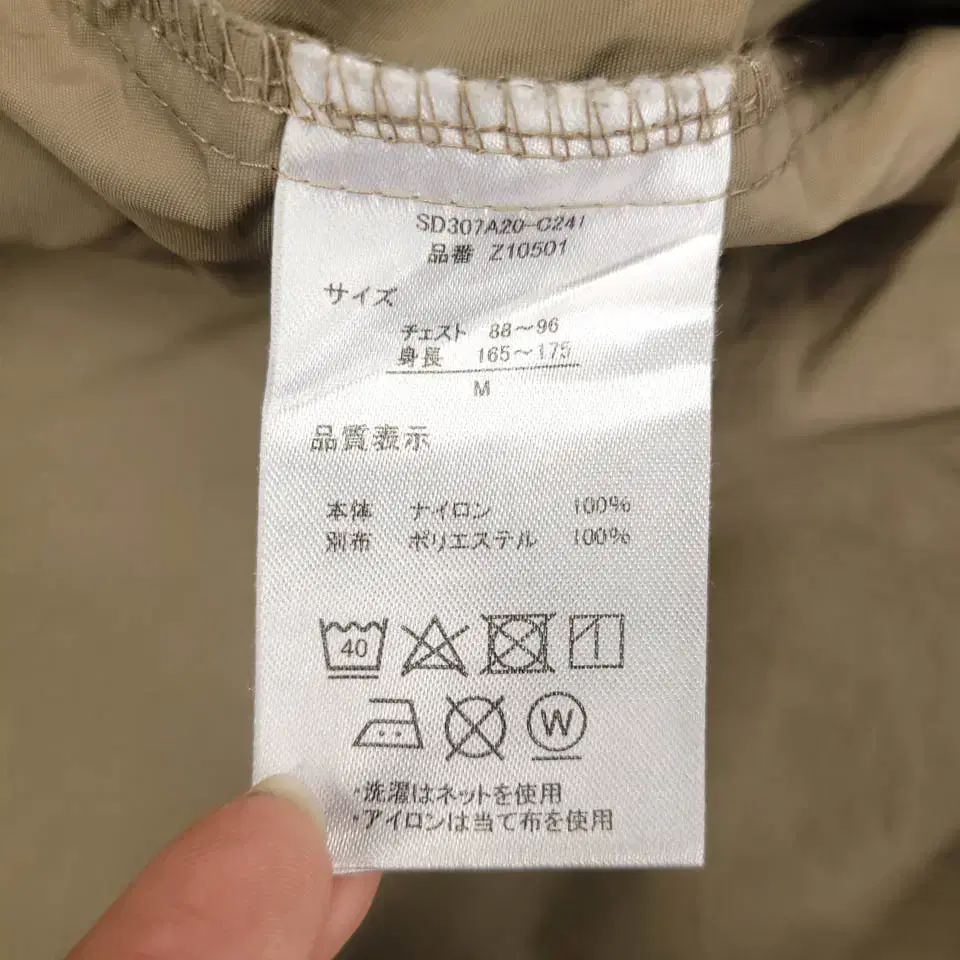 SD307A20-C241
品番 Z10501
サイズ
チェスト 88～96
身長 165～175
M
品質表示
本体 ナイロン 100%
別布 ポリエステル 100%
40
W
・洗濯はネットを使用
・アイロンは当て布を使用